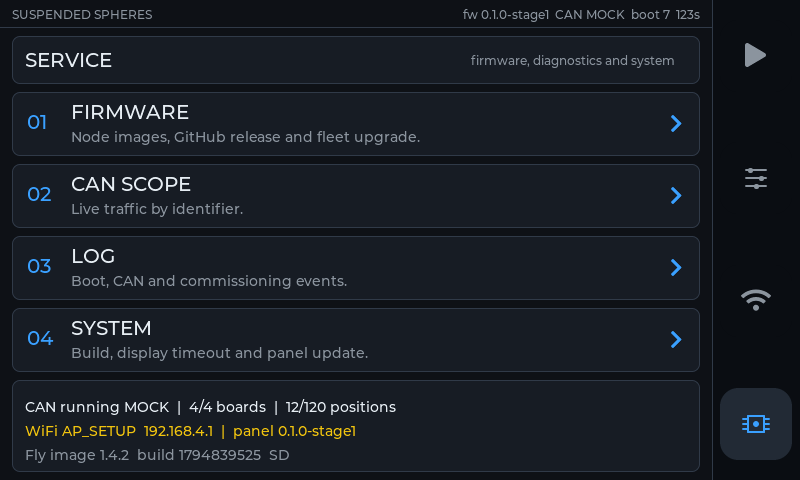 SUSPENDED SPHERES
fw 0.1.0-stage1  CAN MOCK  boot 7  123s
SERVICE
firmware, diagnostics and system
01
FIRMWARE
Node images, GitHub release and fleet upgrade.
02
CAN SCOPE
Live traffic by identifier.
03
LOG
Boot, CAN and commissioning events.
04
SYSTEM
Build, display timeout and panel update.
CAN running MOCK  |  4/4 boards  |  12/120 positions
WiFi AP_SETUP  192.168.4.1  |  panel 0.1.0-stage1
Fly image 1.4.2  build 1794839525  SD